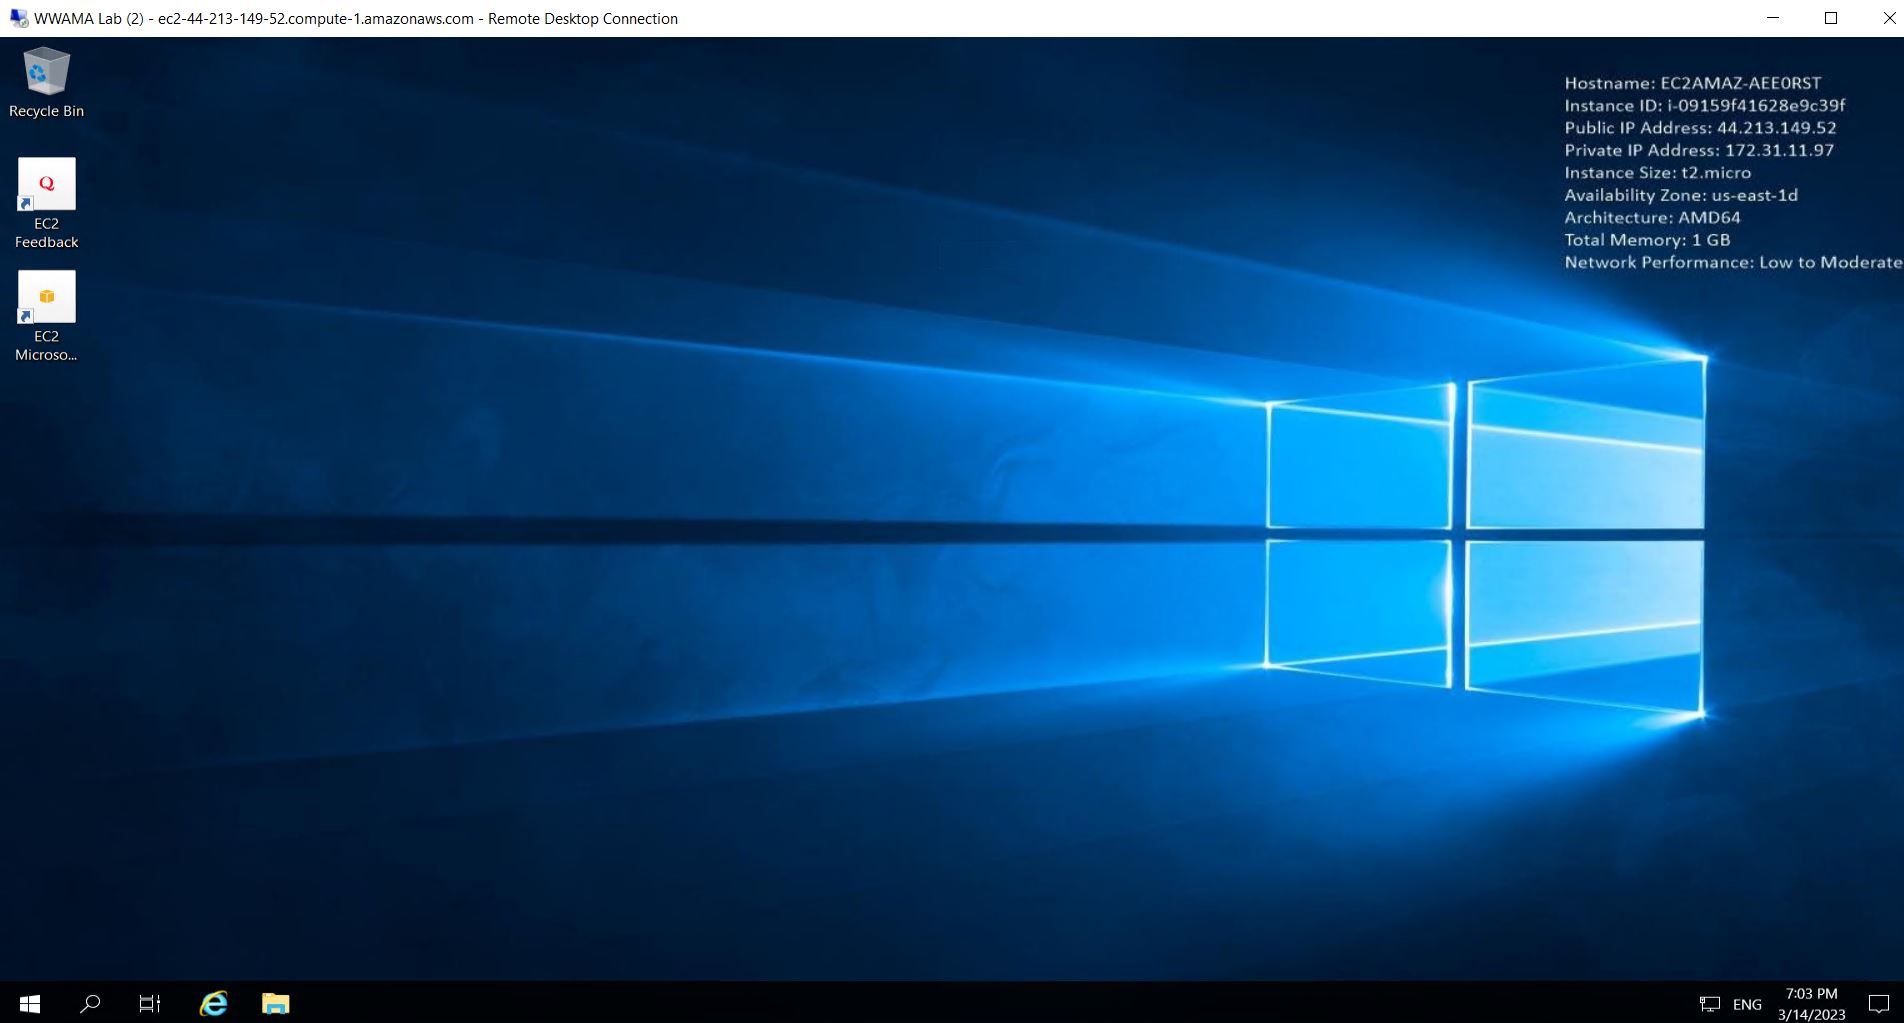 WWAMA Lab (2) - ec2-44-213-149-52.compute-1.amazonaws.com - Remote Desktop Connection
Recycle Bin
Q
EC2
Feedback
EC2
Microso...
Hostname: EC2AMAZ-AEE0RST
Instance ID: i-09159f41628e9c39f
Public IP Address: 44.213.149.52
Private IP Address: 172.31.11.97
Instance Size: t2.micro
Availability Zone: us-east-1d
Architecture: AMD64
Total Memory: 1 GB
Network Performance: Low to Moderate
ENG
7:03 PM
3/14/2023